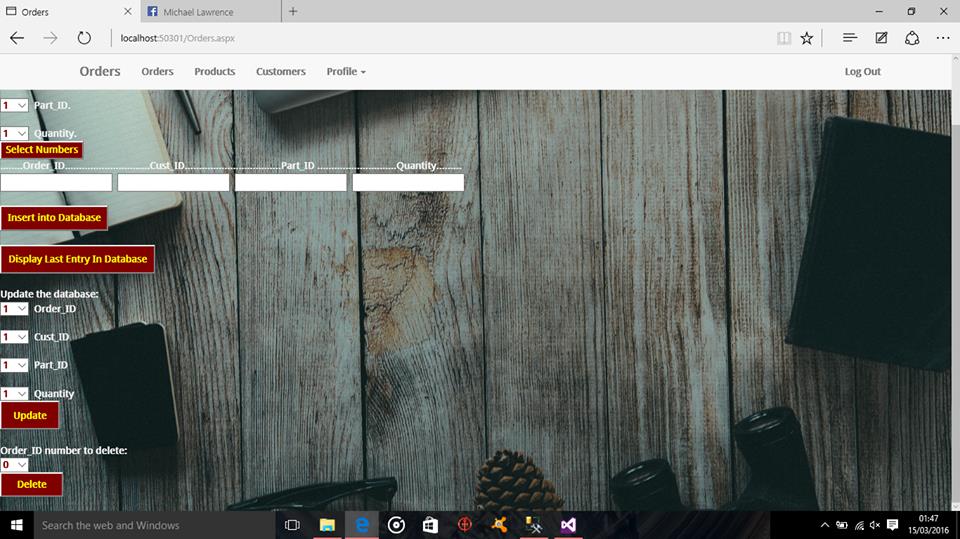 Orders
Michael Lawrence
localhost:50301/Orders.aspx
Orders Orders Products Customers Profile Log Out
1 Part_ID.
1 Quantity.
Select Numbers
........Order_ID..............................Cust_ID..................................Part_ID ............................Quantity.........
Insert into Database
Display Last Entry In Database
Update the database:
1 Order_ID
1 Cust_ID
1 Part_ID
1 Quantity
Update
Order_ID number to delete:
0
Delete
Search the web and Windows
01:47
15/03/2016